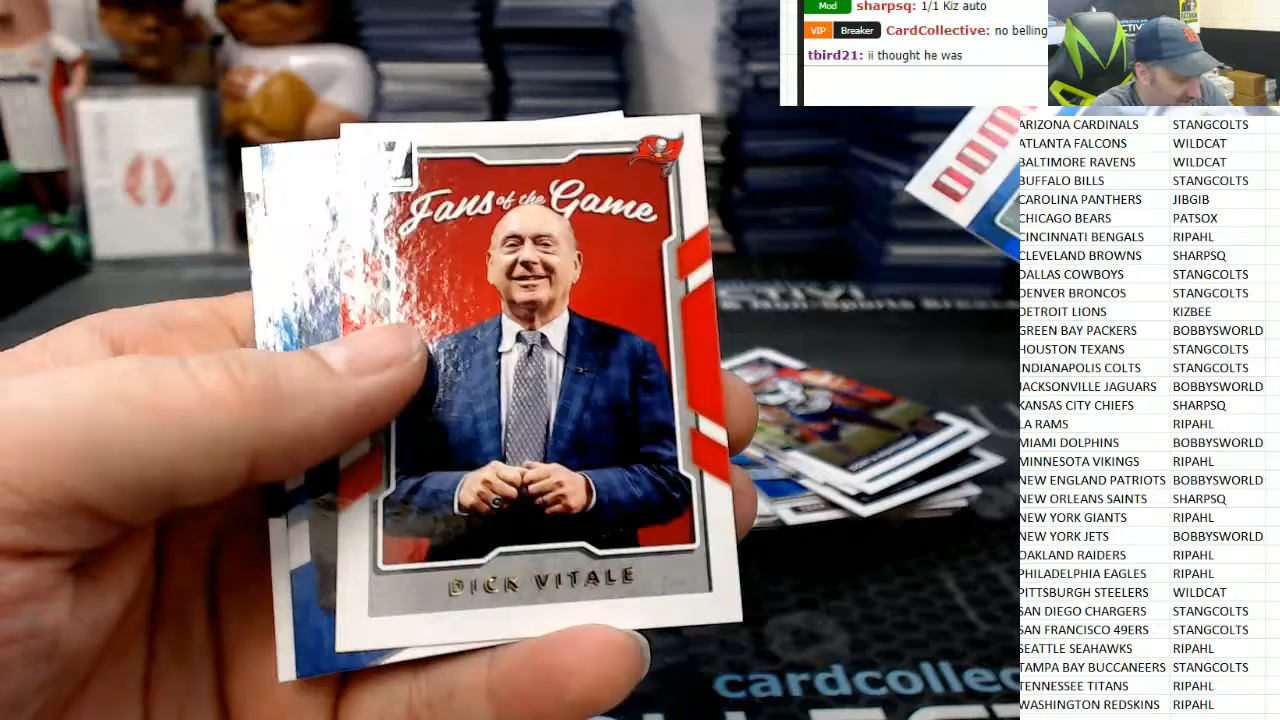 Mod sharpsq: 1/1 Kiz auto
VIP Breaker CardCollective: no belling
tbird21: ii thought he was
Fans of the Game
DICK VITALE
cardcollec
ARIZONA CARDINALS STANGCOLTS
ATLANTA FALCONS WILDCAT
BALTIMORE RAVENS WILDCAT
BUFFALO BILLS STANGCOLTS
CAROLINA PANTHERS JIBGIB
CHICAGO BEARS PATSOX
CINCINNATI BENGALS RIPAHL
CLEVELAND BROWNS SHARPSQ
DALLAS COWBOYS STANGCOLTS
DENVER BRONCOS STANGCOLTS
DETROIT LIONS KIZBEE
GREEN BAY PACKERS BOBBYSWORLD
HOUSTON TEXANS STANGCOLTS
INDIANAPOLIS COLTS STANGCOLTS
JACKSONVILLE JAGUARS BOBBYSWORLD
KANSAS CITY CHIEFS SHARPSQ
LA RAMS RIPAHL
MIAMI DOLPHINS BOBBYSWORLD
MINNESOTA VIKINGS RIPAHL
NEW ENGLAND PATRIOTS BOBBYSWORLD
NEW ORLEANS SAINTS SHARPSQ
NEW YORK GIANTS RIPAHL
NEW YORK JETS BOBBYSWORLD
OAKLAND RAIDERS RIPAHL
PHILADELPHIA EAGLES RIPAHL
PITTSBURGH STEELERS WILDCAT
SAN DIEGO CHARGERS STANGCOLTS
SAN FRANCISCO 49ERS STANGCOLTS
SEATTLE SEAHAWKS RIPAHL
TAMPA BAY BUCCANEERS STANGCOLTS
TENNESSEE TITANS RIPAHL
WASHINGTON REDSKINS RIPAHL